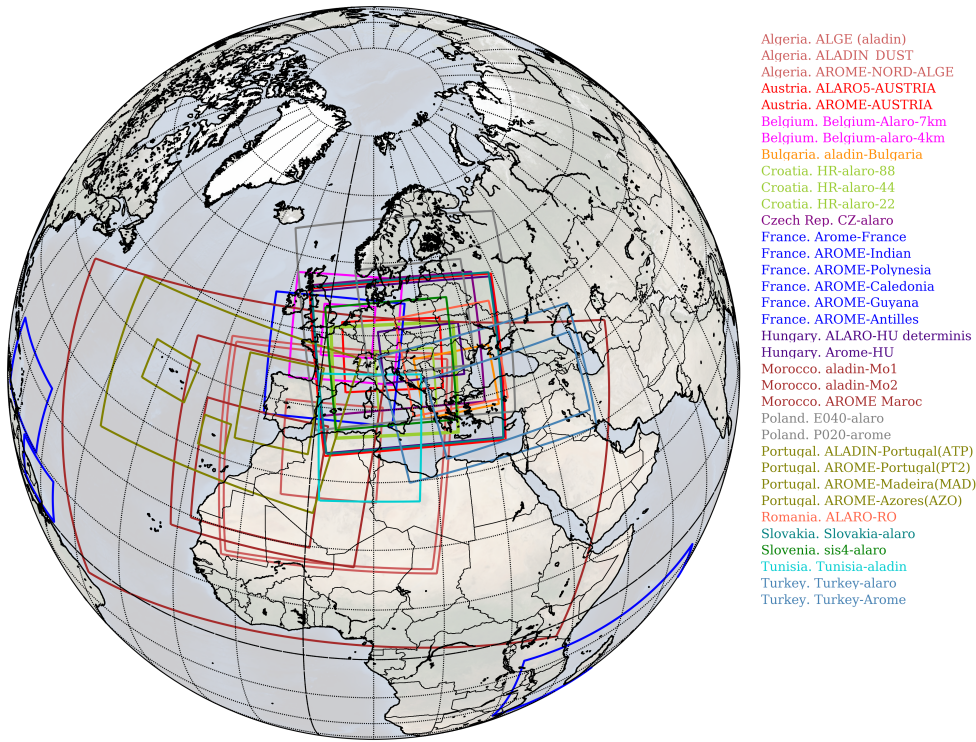 Algeria. ALGE (aladin)
Algeria. ALADIN DUST
Algeria. AROME-NORD-ALGE
Austria. ALARO5-AUSTRIA
Austria. AROME-AUSTRIA
Belgium. Belgium-Alaro-7km
Belgium. Belgium-alaro-4km
Bulgaria. aladin-Bulgaria
Croatia. HR-alaro-88
Croatia. HR-alaro-44
Croatia. HR-alaro-22
Czech Rep. CZ-alaro
France. Arome-France
France. AROME-Indian
France. AROME-Polynesia
France. AROME-Caledonia
France. AROME-Guyana
France. AROME-Antilles
Hungary. ALARO-HU determinis
Hungary. Arome-HU
Morocco. aladin-Mo1
Morocco. aladin-Mo2
Morocco. AROME Maroc
Poland. E040-alaro
Poland. P020-arome
Portugal. ALADIN-Portugal(ATP)
Portugal. AROME-Portugal(PT2)
Portugal. AROME-Madeira(MAD)
Portugal. AROME-Azores(AZO)
Romania. ALARO-RO
Slovakia. Slovakia-alaro
Slovenia. sis4-alaro
Tunisia. Tunisia-aladin
Turkey. Turkey-alaro
Turkey. Turkey-Arome